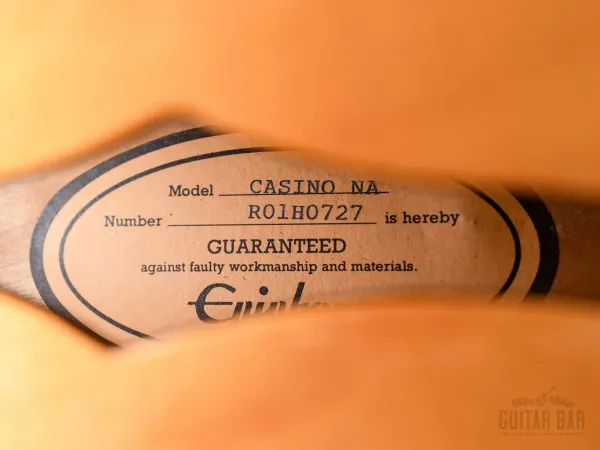 Model CASINO NA
Number R01H0727 is hereby
GUARANTEED
against faulty workmanship and materials.
GUITAR BAR